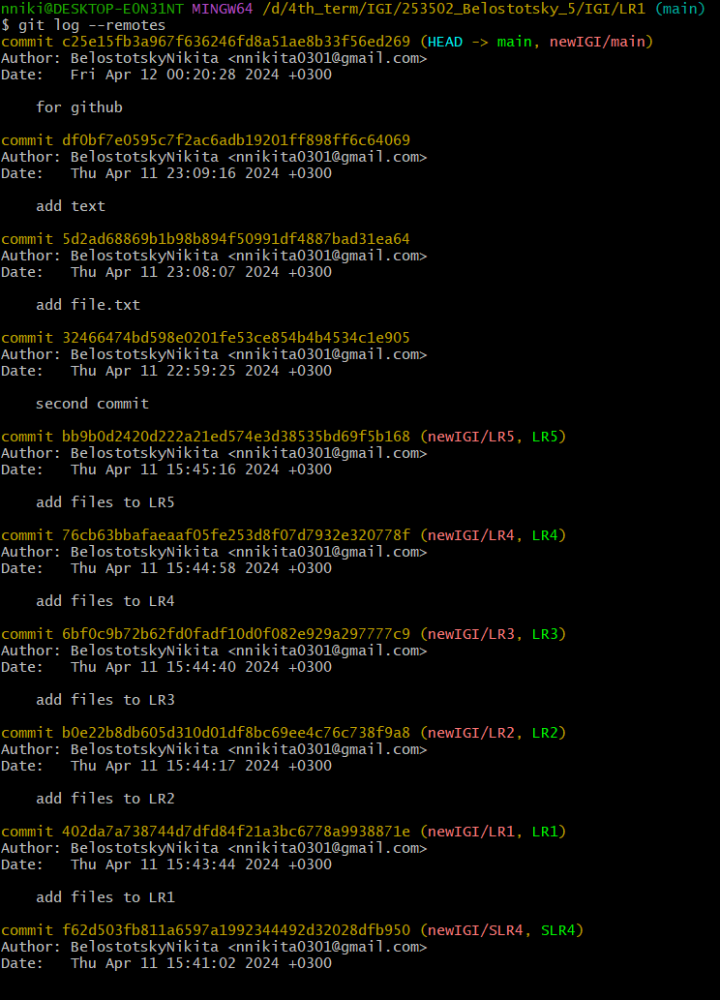 nniki@DESKTOP-EON31NT MINGW64 /d/4th_term/IGI/253502_Belostotsky_5/IGI/LR1 (main)
$ git log --remotes
commit c25e15fb3a967f636246fd8a51ae8b33f56ed269 (HEAD -> main, newIGI/main)
Author: BelostotskyNikita <nnikita0301@gmail.com>
Date:   Fri Apr 12 00:20:28 2024 +0300

    for github

commit df0bf7e0595c7f2ac6adb19201ff898ff6c64069
Author: BelostotskyNikita <nnikita0301@gmail.com>
Date:   Thu Apr 11 23:09:16 2024 +0300

    add text

commit 5d2ad68869b1b98b894f50991df4887bad31ea64
Author: BelostotskyNikita <nnikita0301@gmail.com>
Date:   Thu Apr 11 23:08:07 2024 +0300

    add file.txt

commit 32466474bd598e0201fe53ce854b4b4534c1e905
Author: BelostotskyNikita <nnikita0301@gmail.com>
Date:   Thu Apr 11 22:59:25 2024 +0300

    second commit

commit bb9b0d2420d222a21ed574e3d38535bd69f5b168 (newIGI/LR5, LR5)
Author: BelostotskyNikita <nnikita0301@gmail.com>
Date:   Thu Apr 11 15:45:16 2024 +0300

    add files to LR5

commit 76cb63bbafaeaaf05fe253d8f07d7932e320778f (newIGI/LR4, LR4)
Author: BelostotskyNikita <nnikita0301@gmail.com>
Date:   Thu Apr 11 15:44:58 2024 +0300

    add files to LR4

commit 6bf0c9b72b62fd0fadf10d0f082e929a297777c9 (newIGI/LR3, LR3)
Author: BelostotskyNikita <nnikita0301@gmail.com>
Date:   Thu Apr 11 15:44:40 2024 +0300

    add files to LR3

commit b0e22b8db605d310d01df8bc69ee4c76c738f9a8 (newIGI/LR2, LR2)
Author: BelostotskyNikita <nnikita0301@gmail.com>
Date:   Thu Apr 11 15:44:17 2024 +0300

    add files to LR2

commit 402da7a738744d7dfd84f21a3bc6778a9938871e (newIGI/LR1, LR1)
Author: BelostotskyNikita <nnikita0301@gmail.com>
Date:   Thu Apr 11 15:43:44 2024 +0300

    add files to LR1

commit f62d503fb811a6597a1992344492d32028dfb950 (newIGI/SLR4, SLR4)
Author: BelostotskyNikita <nnikita0301@gmail.com>
Date:   Thu Apr 11 15:41:02 2024 +0300